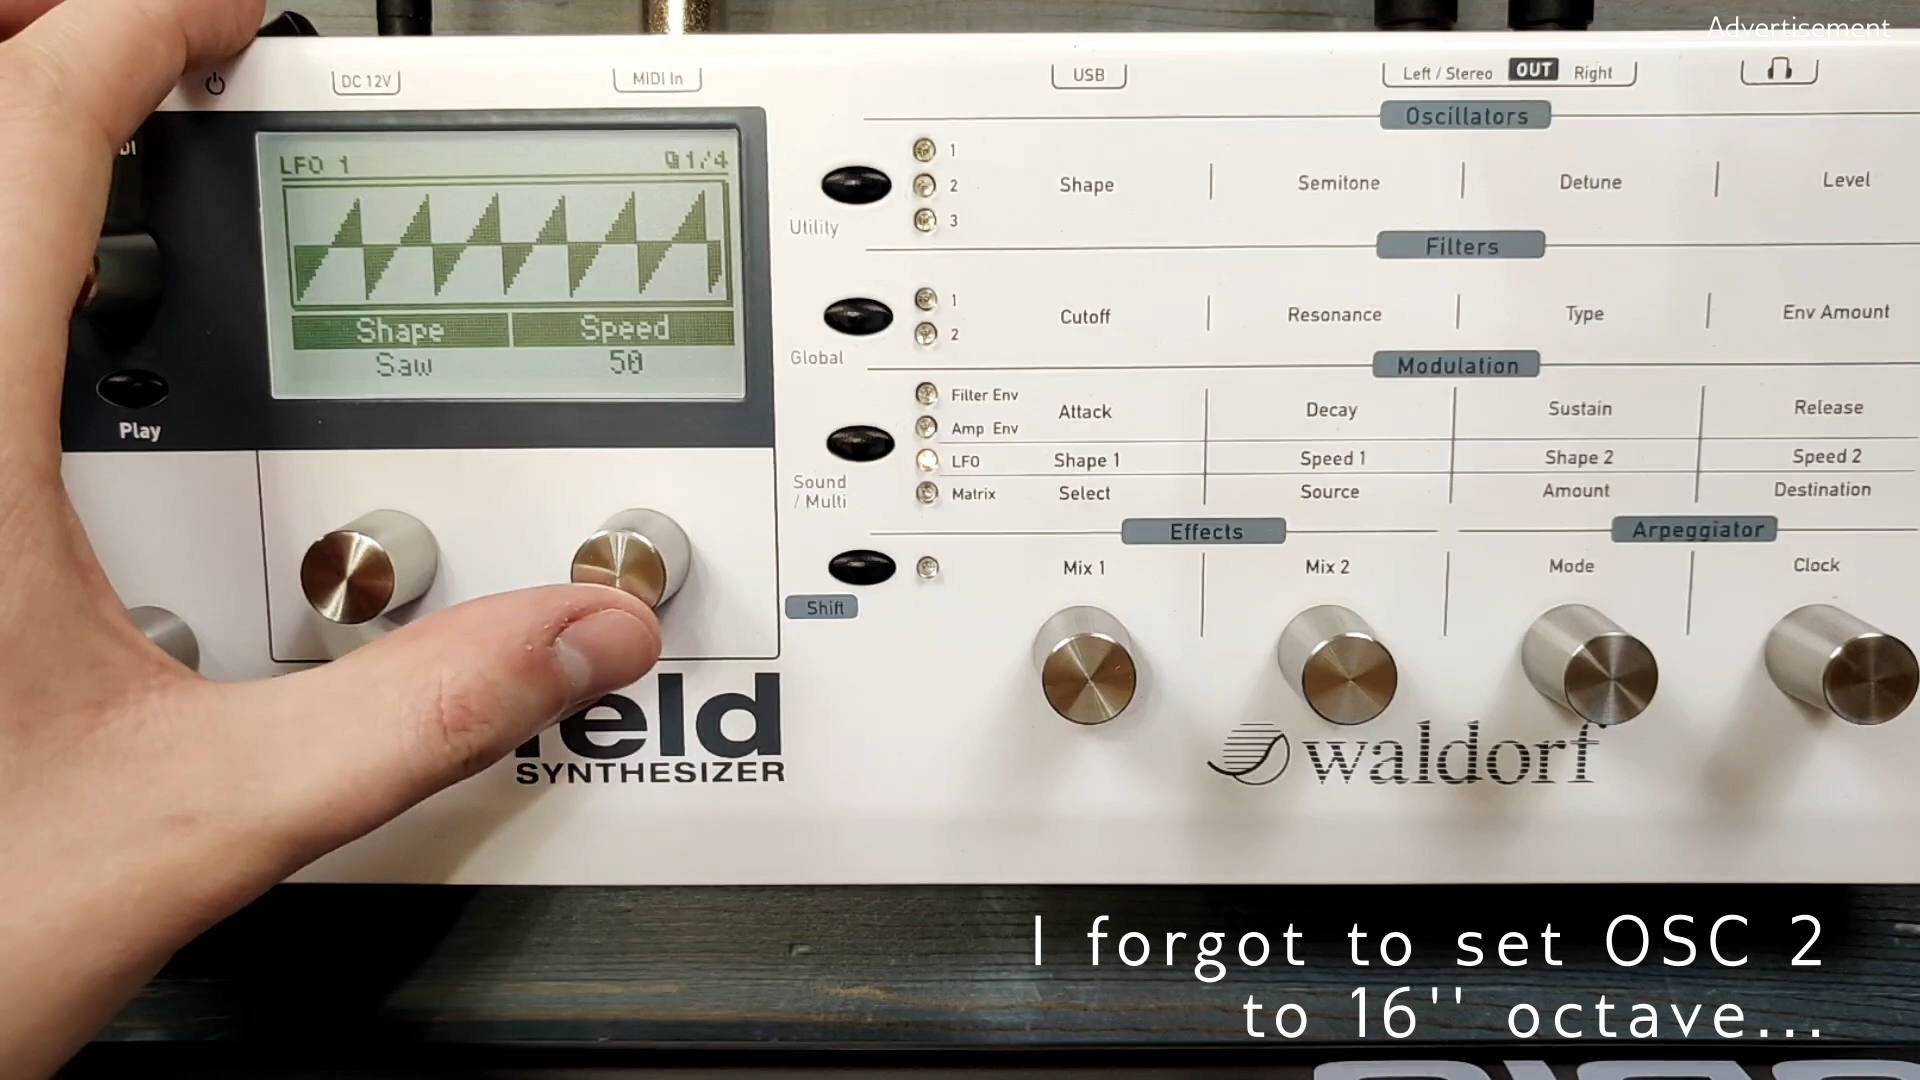 Advertisement
DC 12V
MIDI In
USB
Left / Stereo OUT Right
LFO 1 1/4
Shape Speed
Saw 50
Play
Oscillators
1
2
3
Shape Semitone Detune Level
Utility
Filters
1
2
Cutoff Resonance Type Env Amount
Global
Modulation
Filter Env
Amp Env
Attack Decay Sustain Release
LFO Shape 1 Speed 1 Shape 2 Speed 2
Matrix Select Source Amount Destination
Sound
/ Multi
Effects Arpeggiator
Mix 1 Mix 2 Mode Clock
Shift
eld
SYNTHESIZER
waldorf
I forgot to set OSC 2
to 16'' octave...